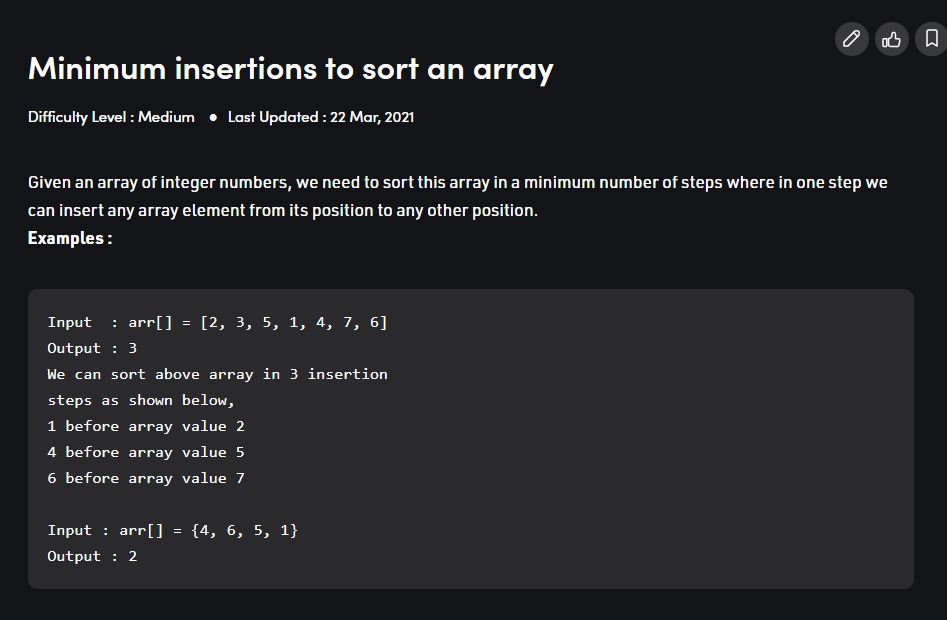 Minimum insertions to sort an array
Difficulty Level : Medium ● Last Updated : 22 Mar, 2021
Given an array of integer numbers, we need to sort this array in a minimum number of steps where in one step we
can insert any array element from its position to any other position.
Examples :
Input  : arr[] = [2, 3, 5, 1, 4, 7, 6]
Output : 3
We can sort above array in 3 insertion
steps as shown below,
1 before array value 2
4 before array value 5
6 before array value 7
Input : arr[] = {4, 6, 5, 1}
Output : 2